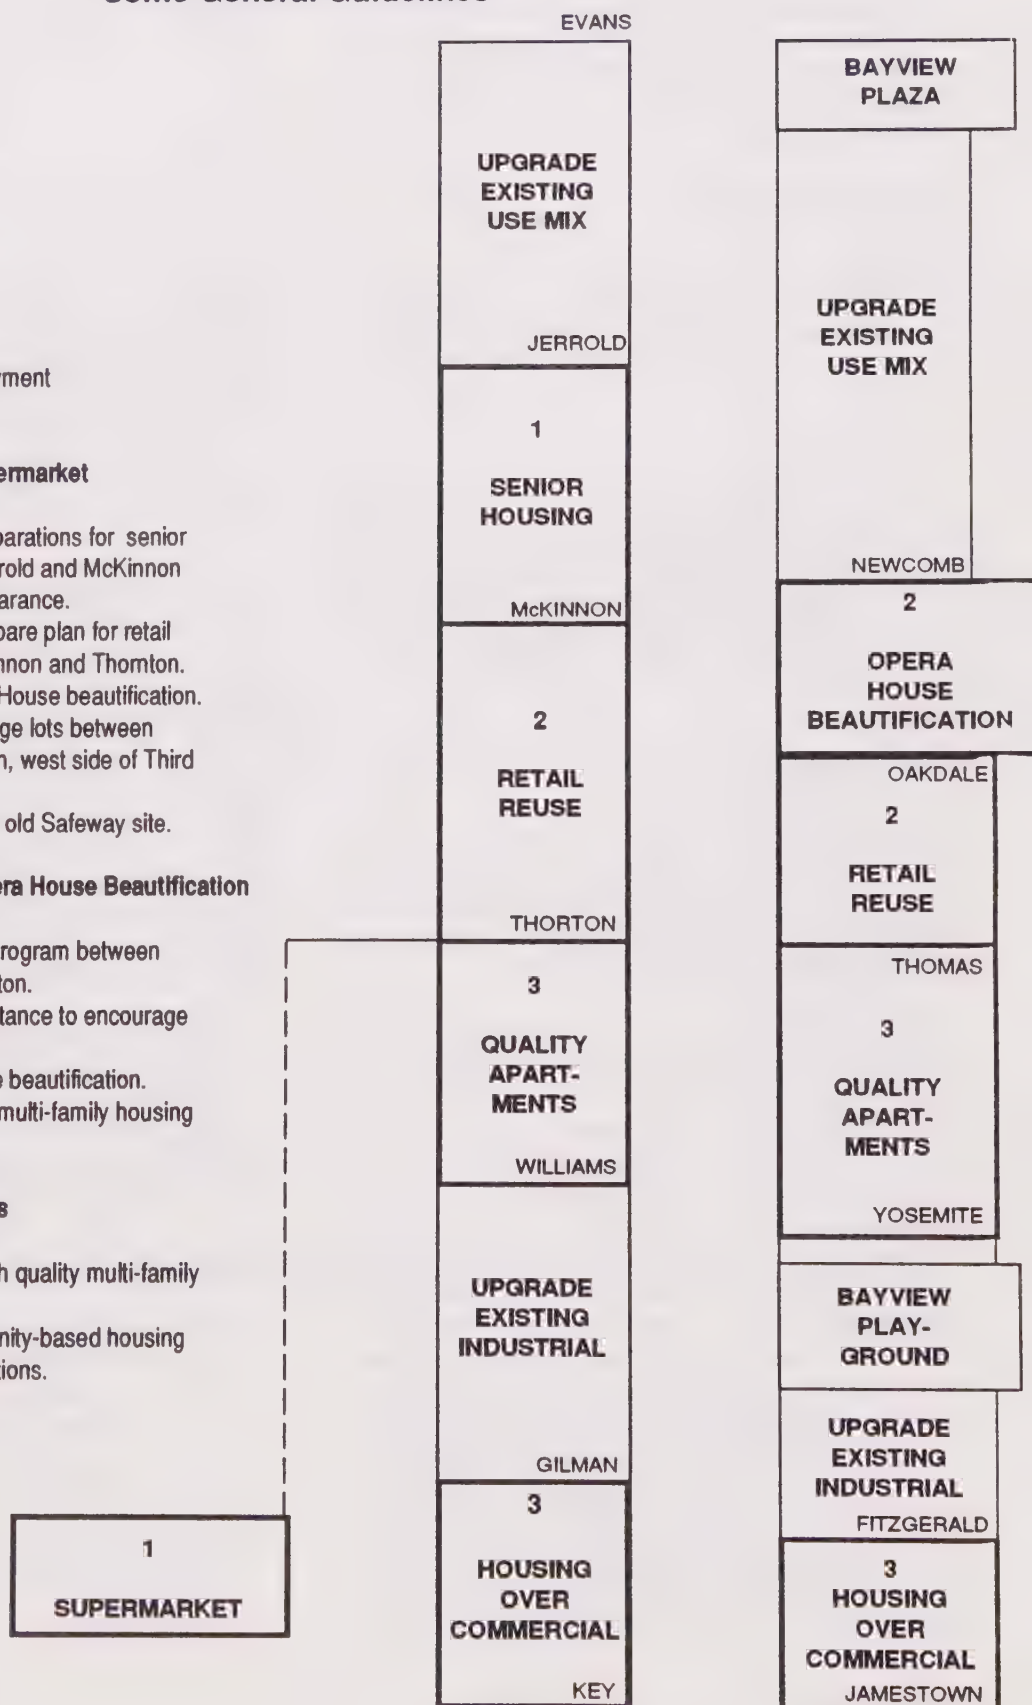 EVANS
UPGRADE
EXISTING
USE MIX
JERROLD
1
SENIOR
HOUSING
McKINNON
2
RETAIL
REUSE
THORTON
3
QUALITY
APART-
MENTS
WILLIAMS
UPGRADE
EXISTING
INDUSTRIAL
GILMAN
3
HOUSING
OVER
COMMERCIAL
KEY
BAYVIEW
PLAZA
UPGRADE
EXISTING
USE MIX
NEWCOMB
2
OPERA
HOUSE
BEAUTIFICATION
OAKDALE
2
RETAIL
REUSE
THOMAS
3
QUALITY
APART-
MENTS
YOSEMITE
BAYVIEW
PLAY-
GROUND
UPGRADE
EXISTING
INDUSTRIAL
FITZGERALD
3
HOUSING
OVER
COMMERCIAL
JAMESTOWN
ment
ermarket
parations for senior
rold and McKinnon
arance.
pare plan for retail
nnon and Thornton.
House beautification.
ge lots between
n, west side of Third
old Safeway site.
era House Beautification
rogram between
ton.
tance to encourage
e beautification.
multi-family housing
s
h quality multi-family
nity-based housing
tions.
1
SUPERMARKET